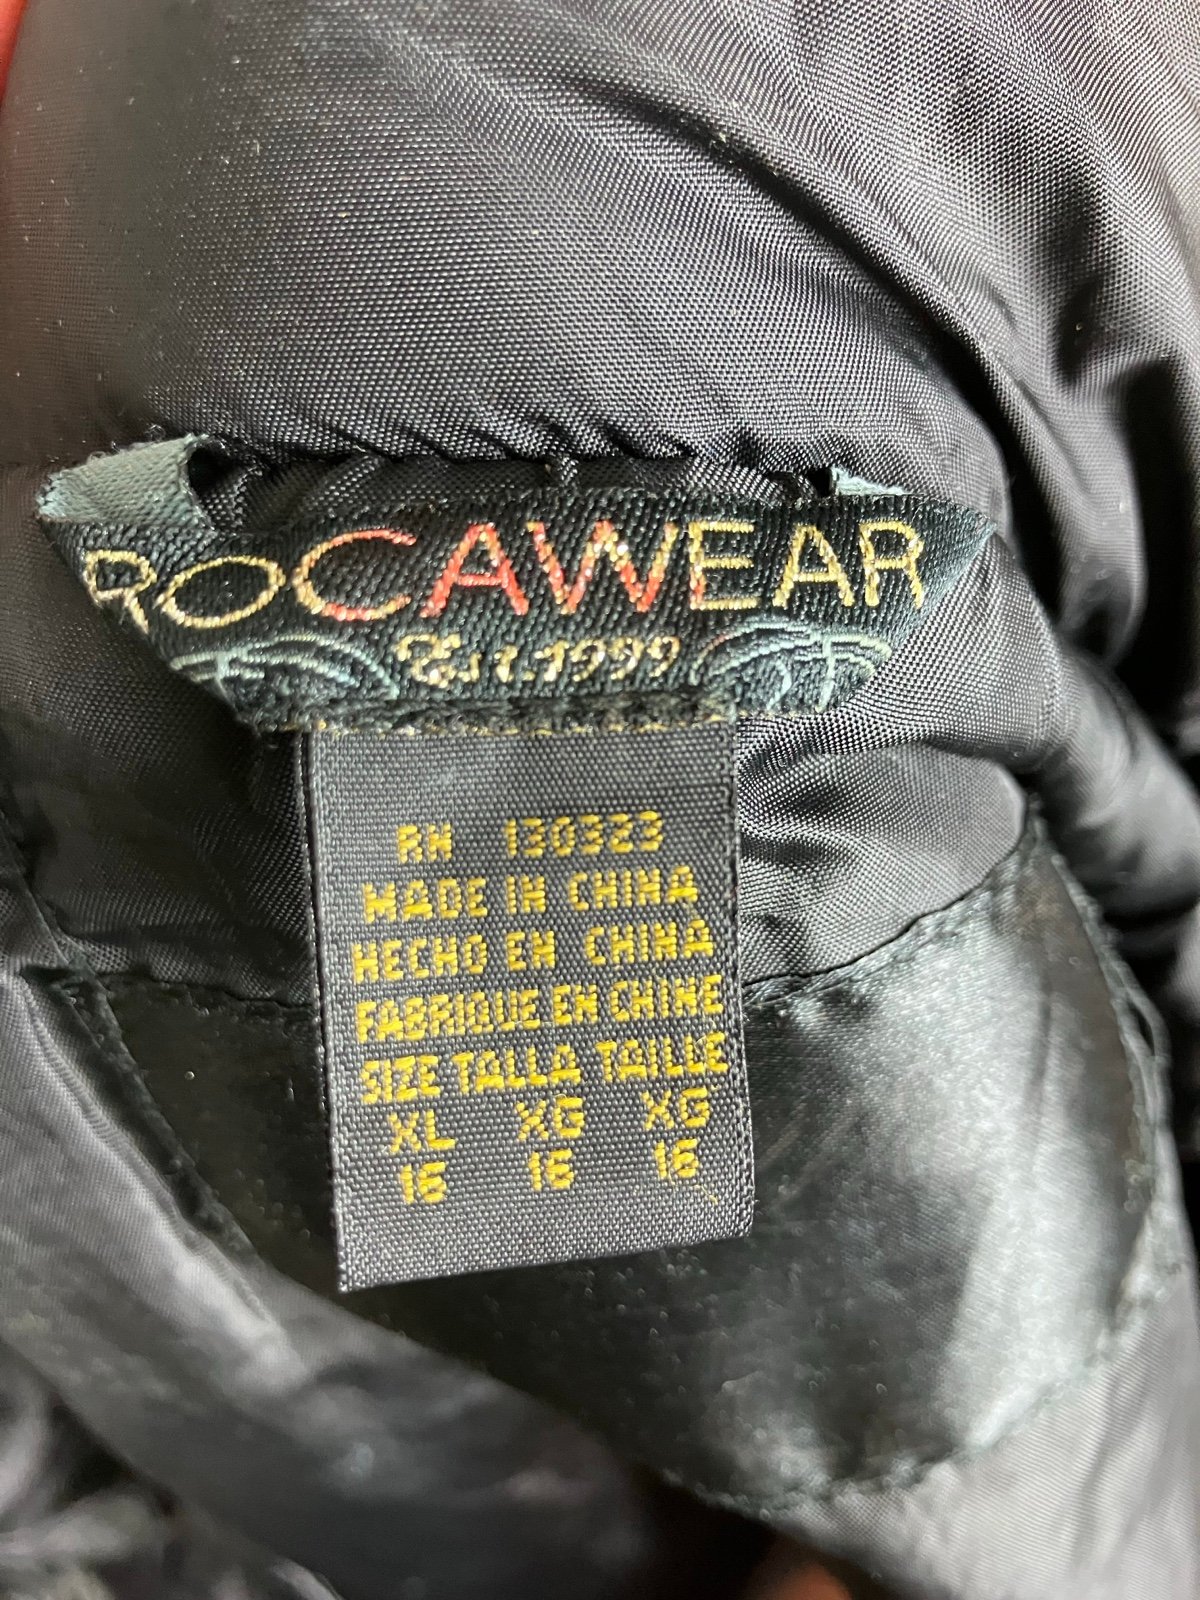 ROCAWEAR
Est.1999
RN 130323
MADE IN CHINA
HECHO EN CHINA
FABRIQUE EN CHINE
SIZE TALLA TAILLE
XL XG XG
16 16 16